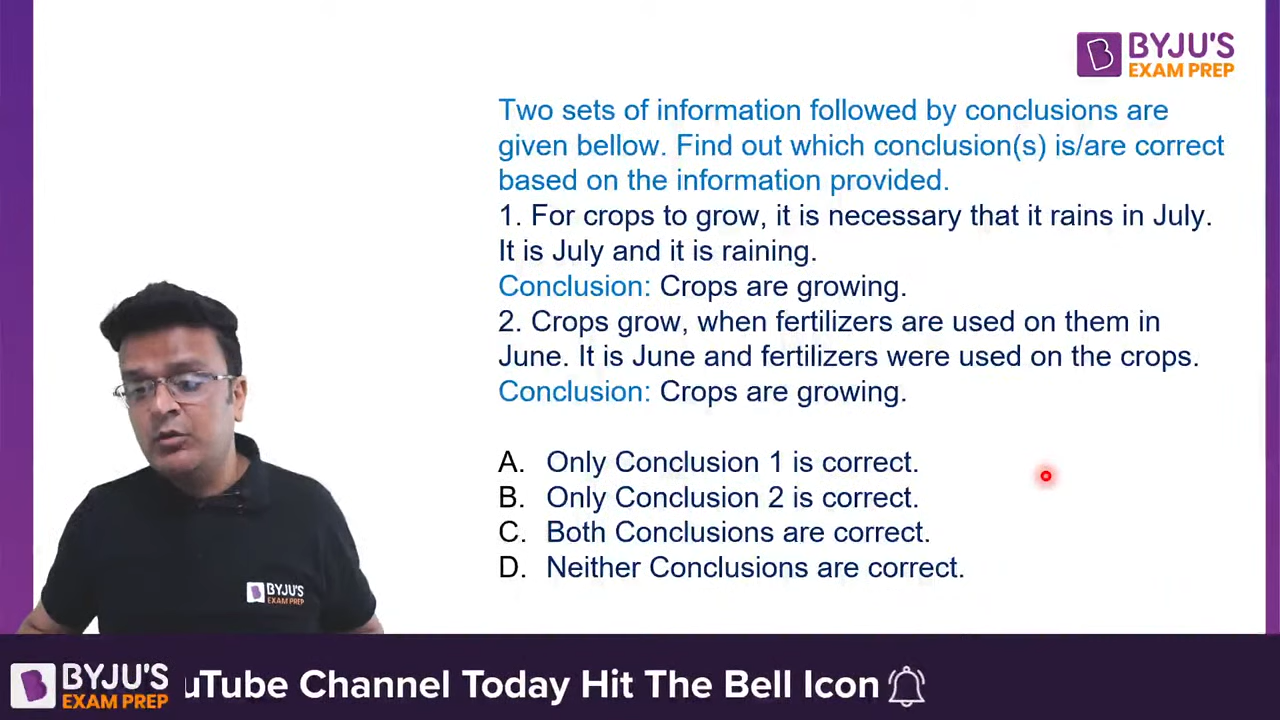 BYJU'S
EXAM PREP
Two sets of information followed by conclusions are
given bellow. Find out which conclusion(s) is/are correct
based on the information provided.
1. For crops to grow, it is necessary that it rains in July.
It is July and it is raining.
Conclusion: Crops are growing.
2. Crops grow, when fertilizers are used on them in
June. It is June and fertilizers were used on the crops.
Conclusion: Crops are growing.
A. Only Conclusion 1 is correct.
B. Only Conclusion 2 is correct.
C. Both Conclusions are correct.
D. Neither Conclusions are correct.
BYJU'S
EXAM PREP
BYJU'S
EXAM PREP
uTube Channel Today Hit The Bell Icon